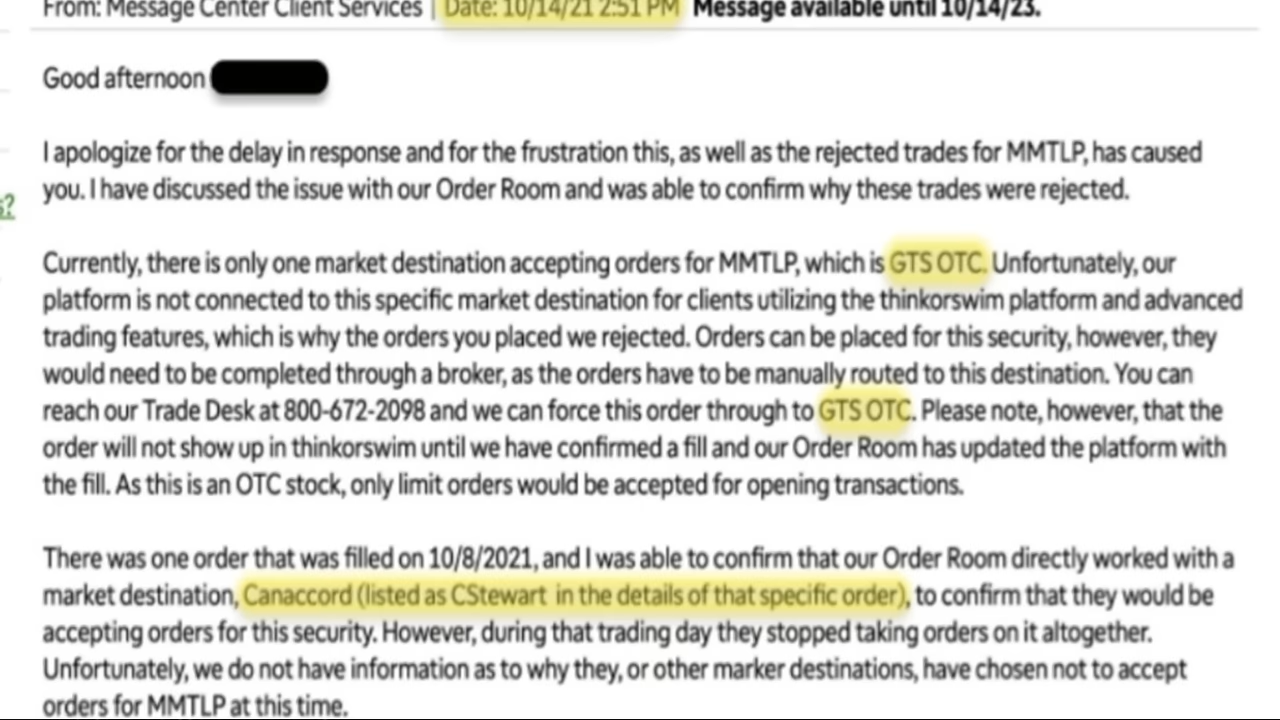 From: Message Center Client Services | Date: 10/14/21 2:51 PM Message available until 10/14/23.
Good afternoon
I apologize for the delay in response and for the frustration this, as well as the rejected trades for MMTLP, has caused
you. I have discussed the issue with our Order Room and was able to confirm why these trades were rejected.
s?
Currently, there is only one market destination accepting orders for MMTLP, which is GTS OTC. Unfortunately, our
platform is not connected to this specific market destination for clients utilizing the thinkorswim platform and advanced
trading features, which is why the orders you placed we rejected. Orders can be placed for this security, however, they
would need to be completed through a broker, as the orders have to be manually routed to this destination. You can
reach our Trade Desk at 800-672-2098 and we can force this order through to GTS OTC. Please note, however, that the
order will not show up in thinkorswim until we have confirmed a fill and our Order Room has updated the platform with
the fill. As this is an OTC stock, only limit orders would be accepted for opening transactions.
There was one order that was filled on 10/8/2021, and I was able to confirm that our Order Room directly worked with a
market destination, Canaccord (listed as CStewart in the details of that specific order), to confirm that they would be
accepting orders for this security. However, during that trading day they stopped taking orders on it altogether.
Unfortunately, we do not have information as to why they, or other marker destinations, have chosen not to accept
orders for MMTLP at this time.